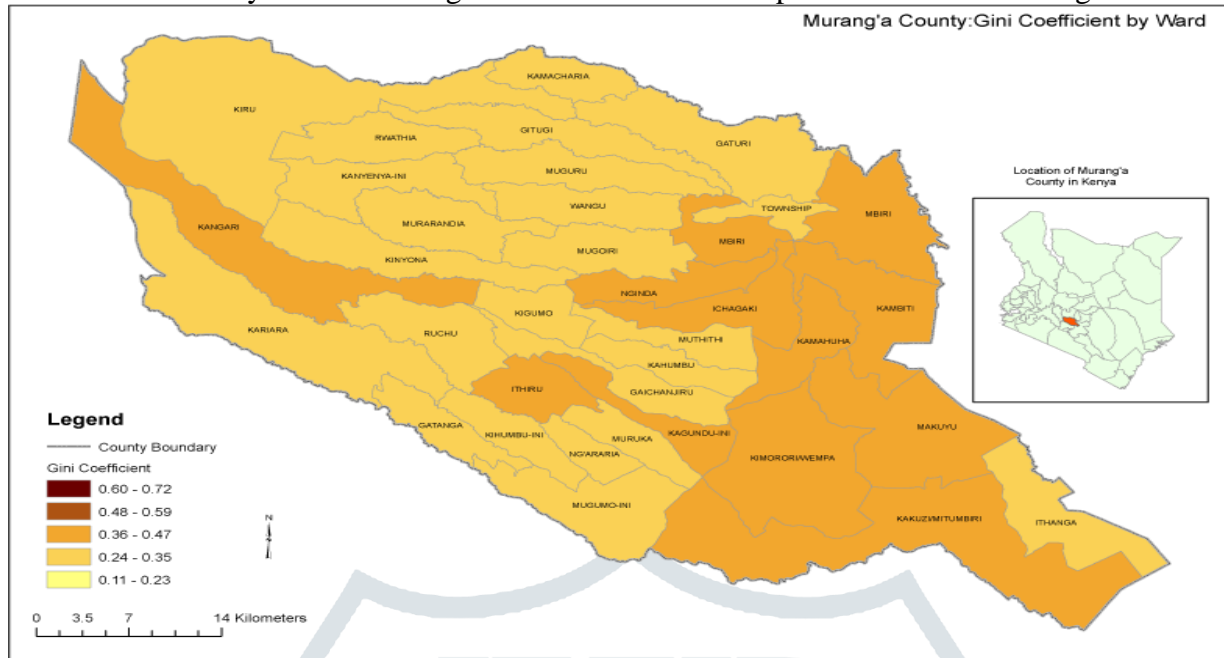 Murang'a County:Gini Coefficient by Ward
KAMACHARIA
KIRU
GITUGI
RWATHIA
GATURI
KANYENYA-INI
MUGURU
WANGU
TOWNSHIP
MBIRI
MURARANDIA
KANGARI
MBIRI
MUGOIRI
KINYONA
NGINDA
ICHAGAKI
KAMBITI
KIGUMO
KARIARA
RUCHU
MUTHITHI
KAMAHUHA
KAHUMBU
ITHIRU
GAICHANJIRU
GATANGA
KIHUMBU-INI
MURUKA
KAGUNDU-INI
MAKUYU
NG'ARARIA
KIMORORI/WEMPA
MUGUMO-INI
KAKUZI/MITUMBIRI
ITHANGA
Location of Murang'a
County in Kenya
Legend
County Boundary
Gini Coefficient
0.60 - 0.72
0.48 - 0.59
0.36 - 0.47
0.24 - 0.35
0.11 - 0.23
N
0 3.5 7 14 Kilometers